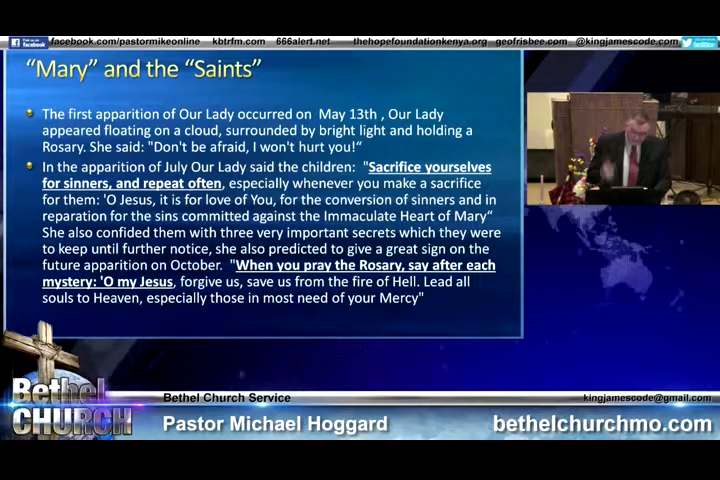 Find us on facebook facebook.com/pastormikeonline kbtrfm.com 666alert.net thehopefoundationkenya.org geofrisbee.com @kingjamescode.com twitter
"Mary" and the "Saints"
The first apparition of Our Lady occurred on May 13th , Our Lady
appeared floating on a cloud, surrounded by bright light and holding a
Rosary. She said: "Don't be afraid, I won't hurt you!“
In the apparition of July Our Lady said the children: "Sacrifice yourselves
for sinners, and repeat often, especially whenever you make a sacrifice
for them: 'O Jesus, it is for love of You, for the conversion of sinners and in
reparation for the sins committed against the Immaculate Heart of Mary“
She also confided them with three very important secrets which they were
to keep until further notice, she also predicted to give a great sign on the
future apparition on October. "When you pray the Rosary, say after each
mystery: 'O my Jesus, forgive us, save us from the fire of Hell. Lead all
souls to Heaven, especially those in most need of your Mercy"
Bethel
CHURCH
Bethel Church Service kingjamescode@gmail.com
Pastor Michael Hoggard bethelchurchmo.com